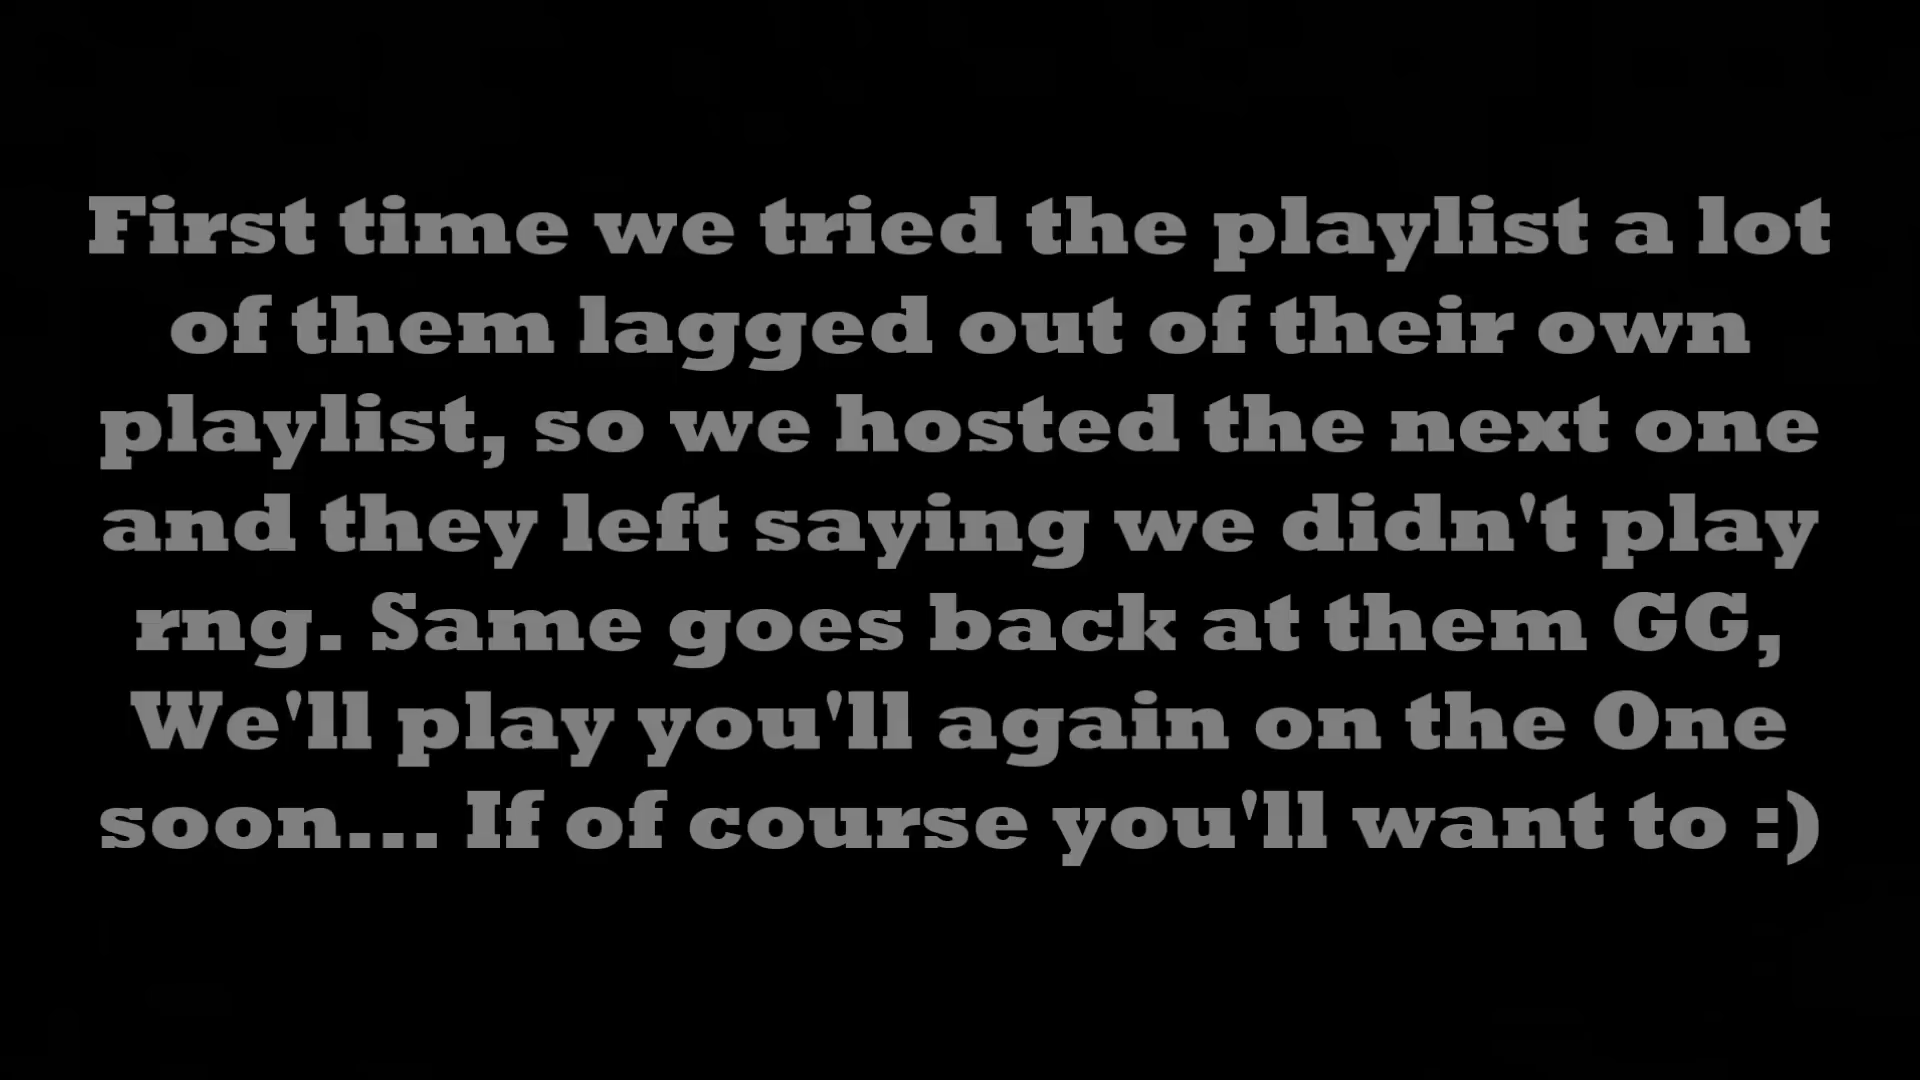 First time we tried the playlist a lot
of them lagged out of their own
playlist, so we hosted the next one
and they left saying we didn't play
rng. Same goes back at them GG,
We'll play you'll again on the One
soon... If of course you'll want to :)